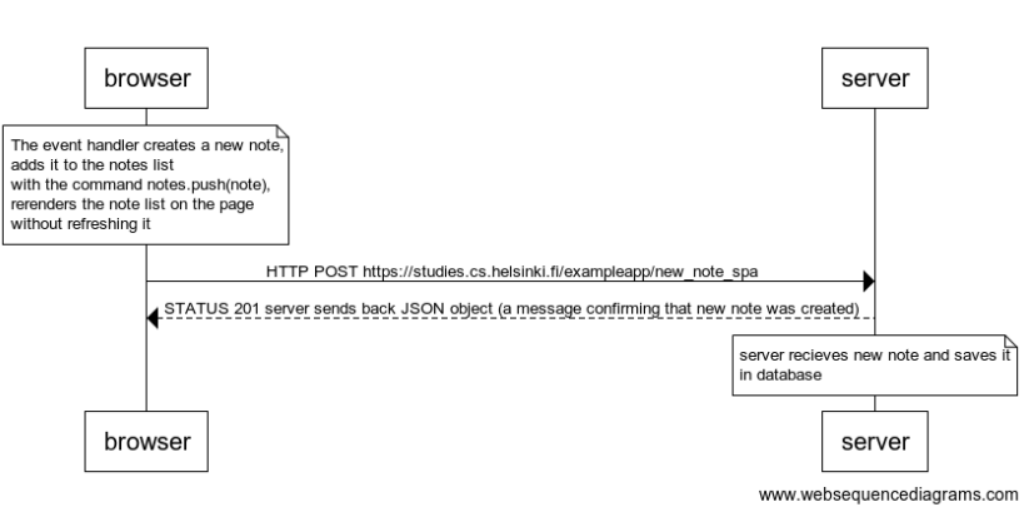 browser
server
The event handler creates a new note,
adds it to the notes list
with the command notes.push(note),
rerenders the note list on the page
without refreshing it
HTTP POST https://studies.cs.helsinki.fi/exampleapp/new_note_spa
STATUS 201 server sends back JSON object (a message confirming that new note was created)
server recieves new note and saves it
in database
browser
server
www.websequencediagrams.com